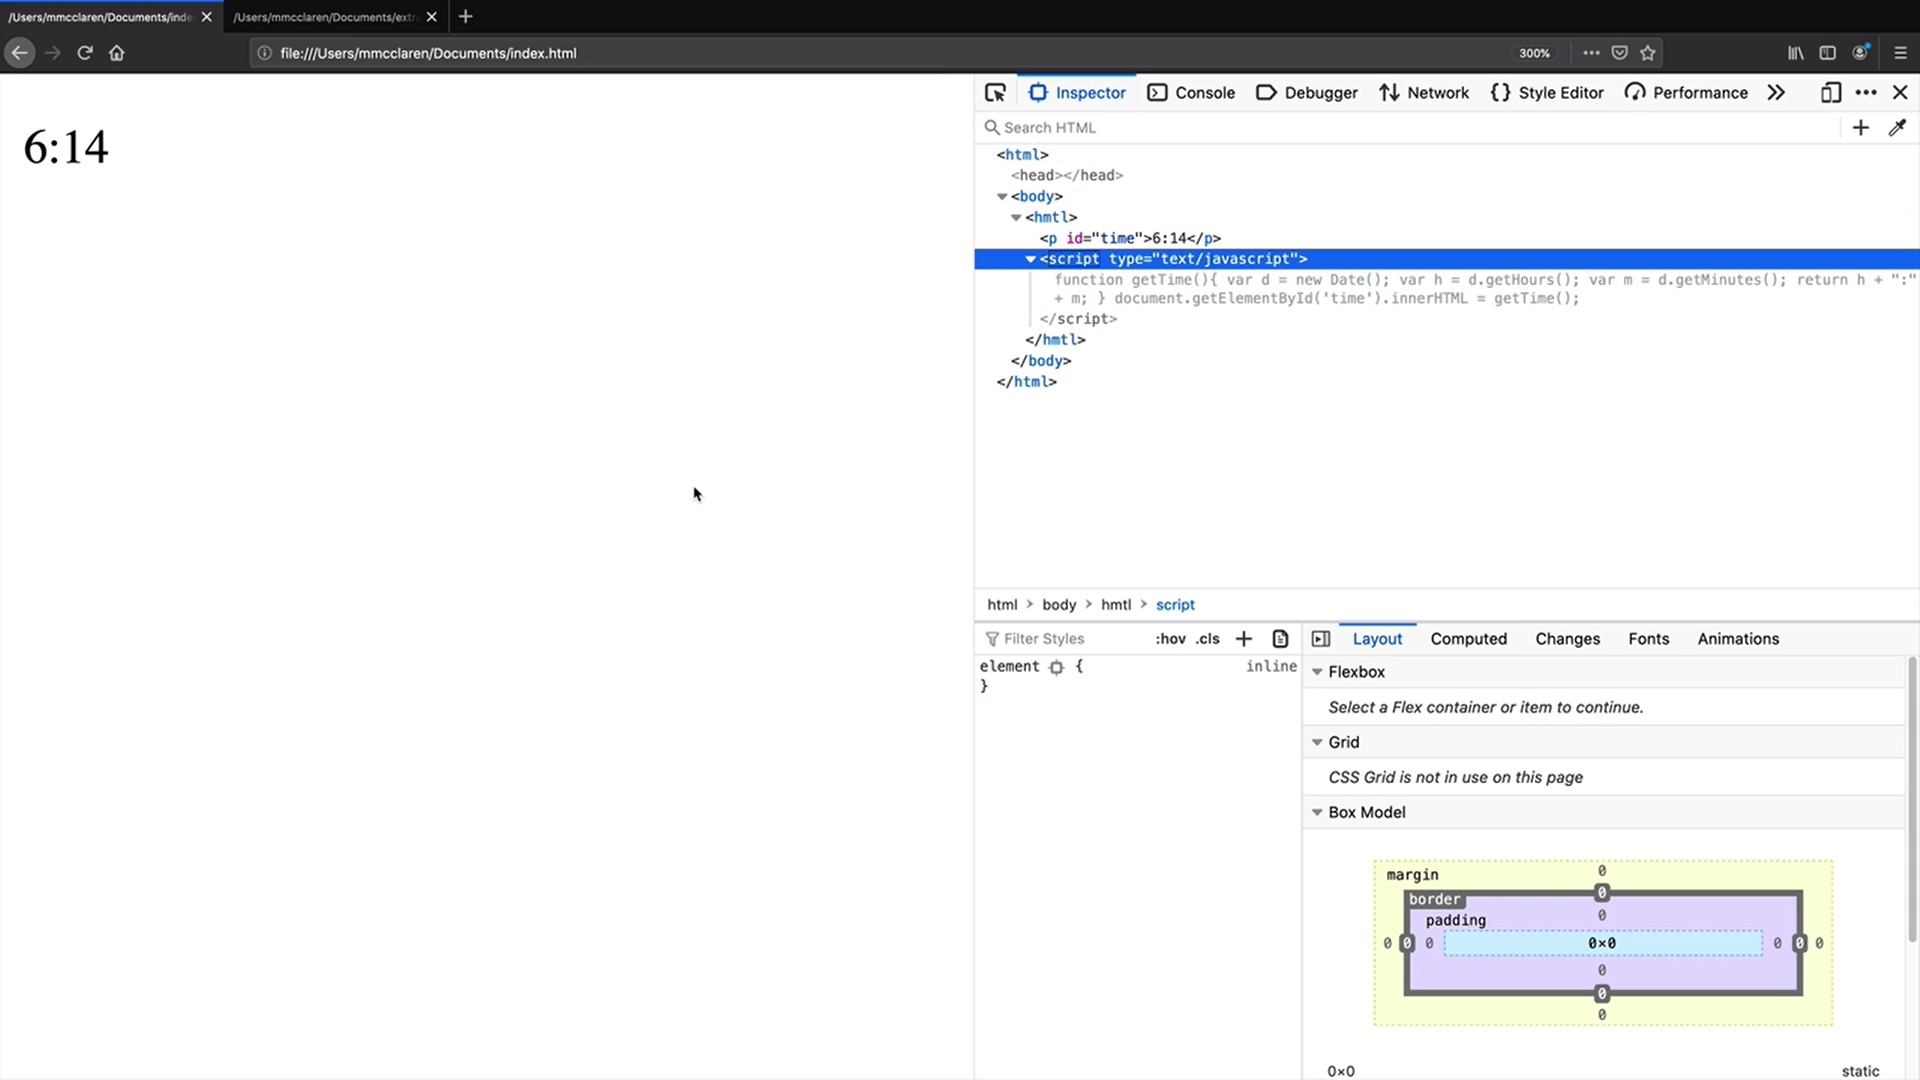 /Users/mmcclaren/Documents/inde
/Users/mmcclaren/Documents/extr
file:///Users/mmcclaren/Documents/index.html
300%
6:14
Inspector
Console
Debugger
Network
Style Editor
Performance
Search HTML
<html>
<head></head>
<body>
<hmtl>
<p id="time">6:14</p>
<script type="text/javascript">
function getTime(){ var d = new Date(); var h = d.getHours(); var m = d.getMinutes(); return h + ":"
+ m; } document.getElementById('time').innerHTML = getTime();
</script>
</hmtl>
</body>
</html>
html > body > hmtl > script
Filter Styles
:hov .cls +
element { inline
}
Layout
Computed
Changes
Fonts
Animations
Flexbox
Select a Flex container or item to continue.
Grid
CSS Grid is not in use on this page
Box Model
margin 0
border 0
padding 0
0 0 0 0×0 0 0 0
0
0
0
0×0 static